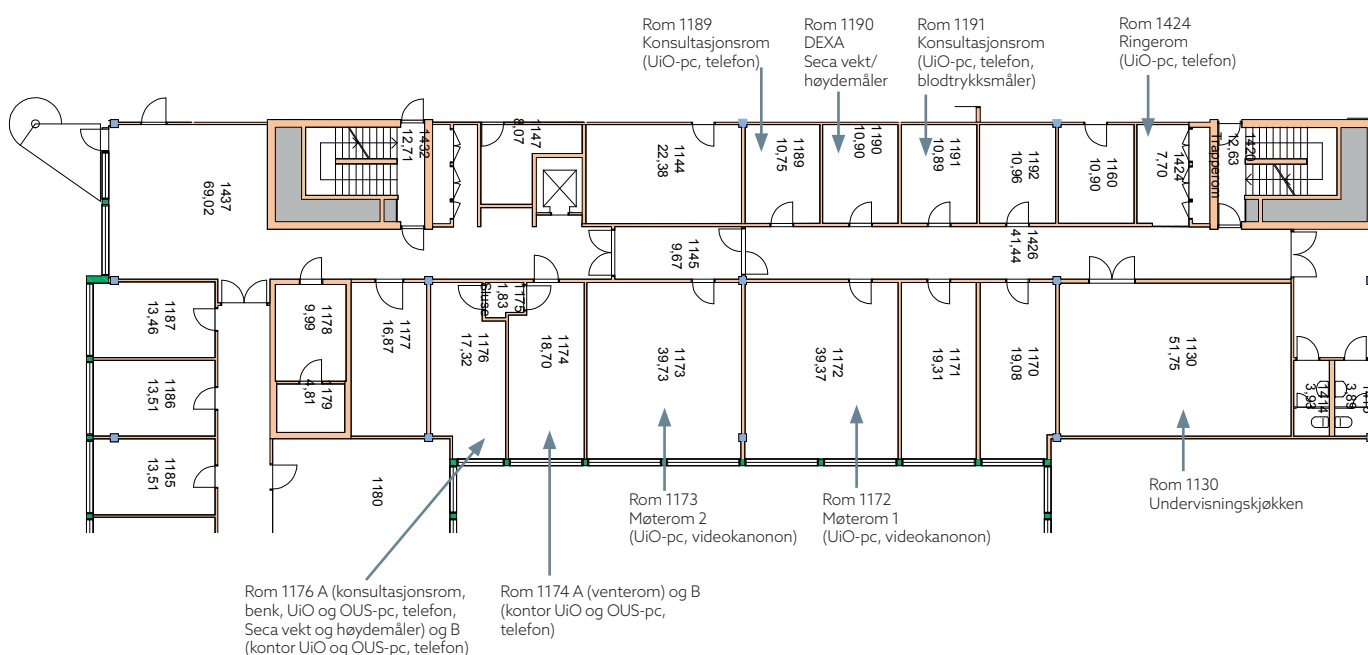 Rom 1189
Konsultasjonsrom
(UiO-pc, telefon)
Rom 1190
DEXA
Seca vekt/
høydemåler
Rom 1191
Konsultasjonsrom
(UiO-pc, telefon,
blodtrykksmåler)
Rom 1424
Ringerom
(UiO-pc, telefon)
1437
69,02
1432
12,71
1147
8,07
1144
22,38
1189
10,75
1190
10,90
1191
10,89
1192
10,96
1160
10,90
1424
7,70
Trapperom
1420
12,63
1145
9,67
1426
41,44
1187
13,46
1186
13,51
1185
13,51
1178
9,99
179
4,81
1177
16,87
1180
1176
17,32
1175
1,83
Sluse
1174
18,70
1173
39,73
1172
39,37
1171
19,31
1170
19,08
1130
51,75
1414
3,93
3,89
Rom 1173
Møterom 2
(UiO-pc, videokanonon)
Rom 1172
Møterom 1
(UiO-pc, videokanonon)
Rom 1130
Undervisningskjøkken
Rom 1176 A (konsultasjonsrom,
benk, UiO og OUS-pc, telefon,
Seca vekt og høydemåler) og B
(kontor UiO og OUS-pc, telefon)
Rom 1174 A (venterom) og B
(kontor UiO og OUS-pc,
telefon)